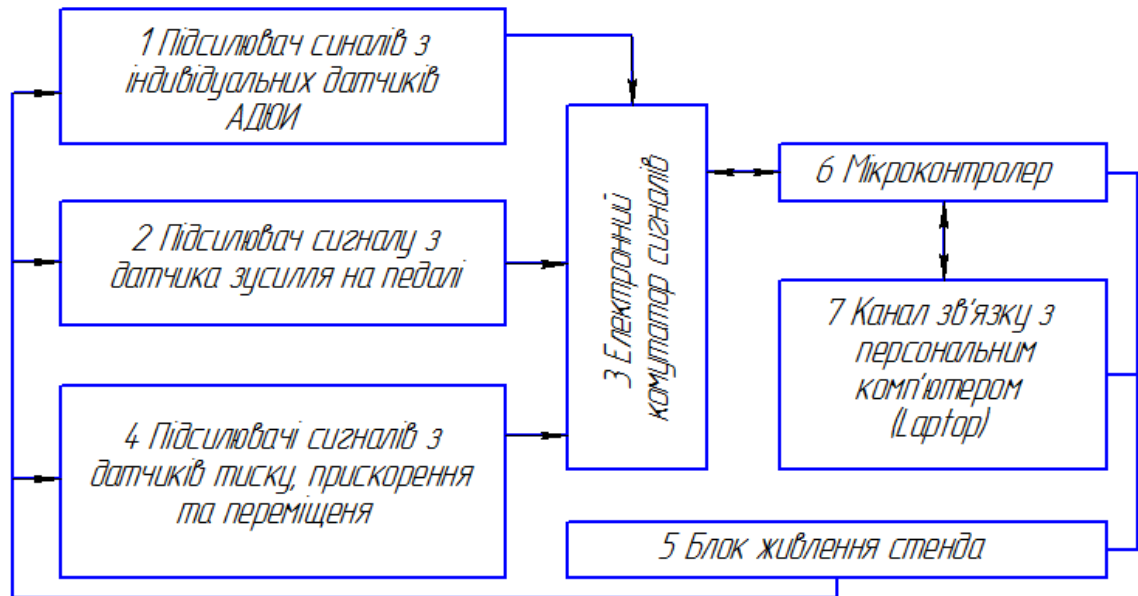 1 Підсилювач синалів з
індивідуальних датчиків
АДЮИ
2 Підсилювач сигналу з
датчика зусилля на педалі
3 Електронний
комутатор сигналів
4 Підсилювачі сигналів з
датчиків тиску, прискорення
та переміщеня
6 Мікроконтролер
7 Канал зв'язку з
персональним
комп'ютером
(Laptop)
5 Блок живлення стенда